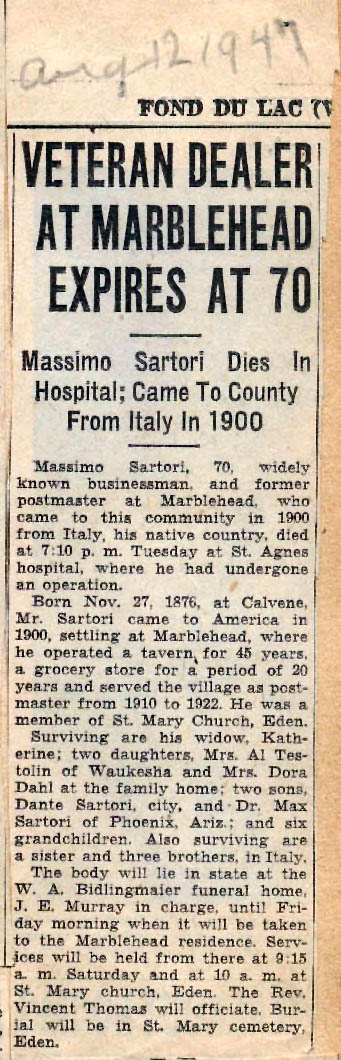 Aug 12 1947
FOND DU LAC (W
VETERAN DEALER
AT MARBLEHEAD
EXPIRES AT 70
Massimo Sartori Dies In
Hospital; Came To County
From Italy In 1900
Massimo Sartori, 70, widely
known businessman, and former
postmaster at Marblehead, who
came to this community in 1900
from Italy, his native country, died
at 7:10 p. m. Tuesday at St. Agnes
hospital, where he had undergone
an operation.
Born Nov. 27, 1876, at Calvene,
Mr. Sartori came to America in
1900, settling at Marblehead, where
he operated a tavern for 45 years,
a grocery store for a period of 20
years and served the village as post-
master from 1910 to 1922. He was a
member of St. Mary Church, Eden.
Surviving are his widow, Kath-
erine; two daughters, Mrs. Al Tes-
tolin of Waukesha and Mrs. Dora
Dahl at the family home; two sons,
Dante Sartori, city, and Dr. Max
Sartori of Phoenix, Ariz.; and six
grandchildren. Also surviving are
a sister and three brothers, in Italy.
The body will lie in state at the
W. A. Bidlingmaier funeral home,
J. E. Murray in charge, until Fri-
day morning when it will be taken
to the Marblehead residence. Serv-
ices will be held from there at 9:15
a. m. Saturday and at 10 a. m. at
St. Mary church, Eden. The Rev.
Vincent Thomas will officiate. Bur-
ial will be in St. Mary cemetery,
Eden.